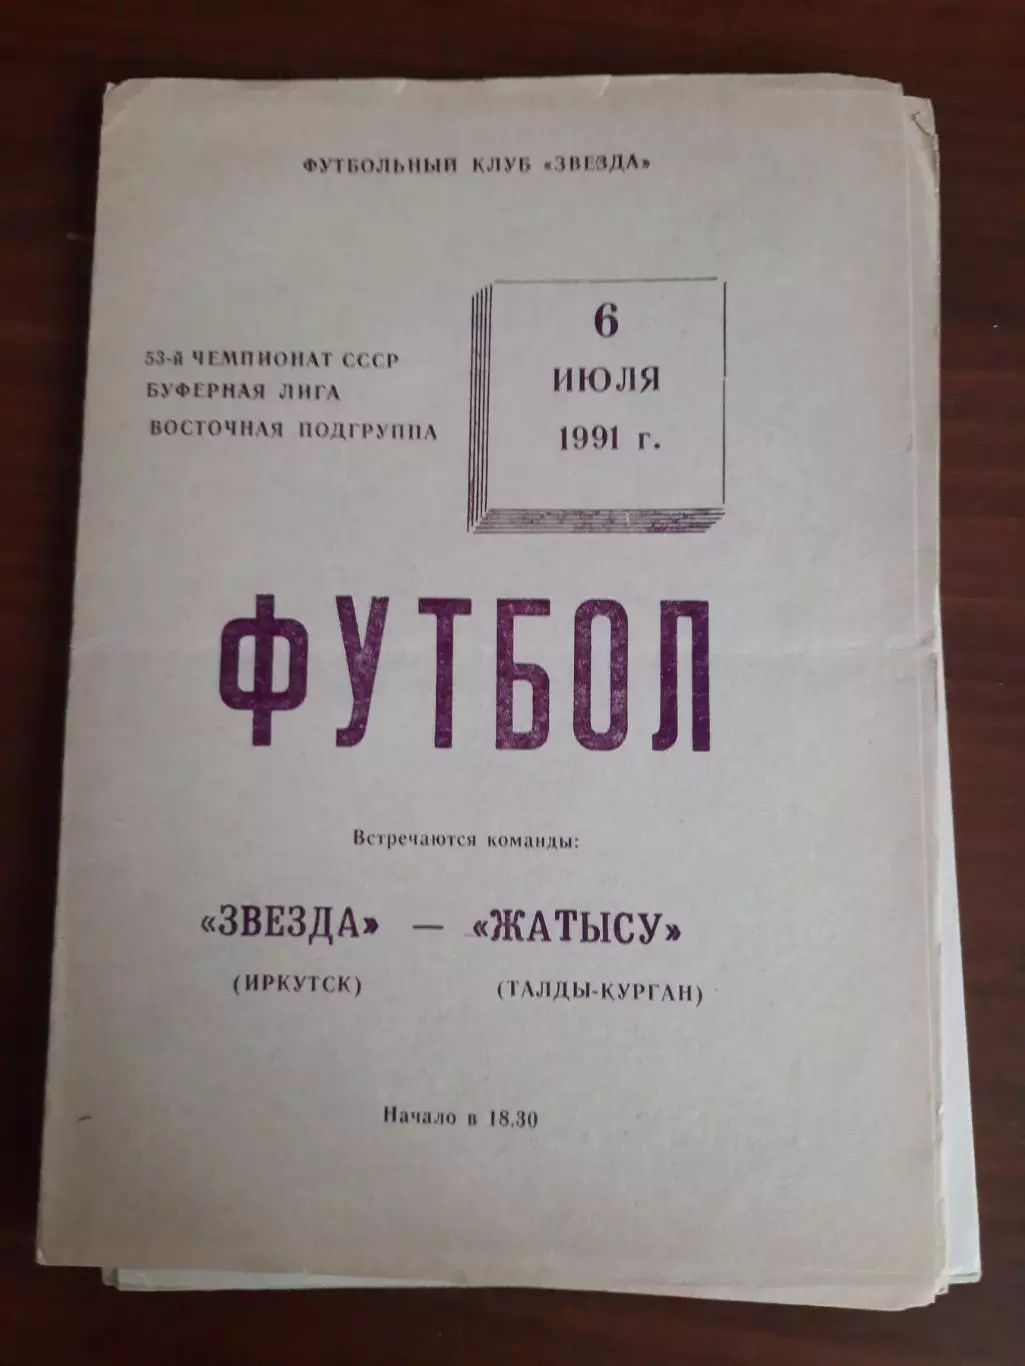 ФУТБОЛЬНЫЙ КЛУБ «ЗВЕЗДА»
53-й ЧЕМПИОНАТ СССР
БУФЕРНАЯ ЛИГА
ВОСТОЧНАЯ ПОДГРУППА
6
ИЮЛЯ
1991 г.
ФУТБОЛ
Встречаются команды:
«ЗВЕЗДА» — «ЖАТЫСУ»
(ИРКУТСК) (ТАЛДЫ-КУРГАН)
Начало в 18.30